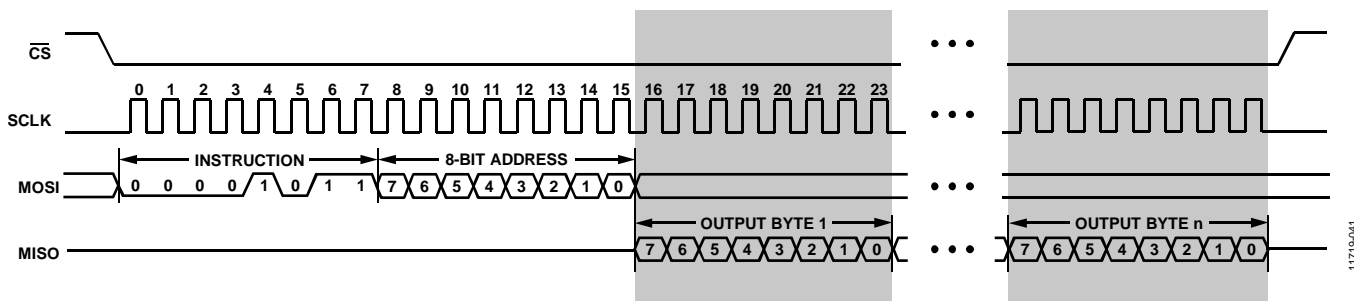 CS
0 1 2 3 4 5 6 7 8 9 10 11 12 13 14 15 16 17 18 19 20 21 22 23
SCLK
INSTRUCTION 8-BIT ADDRESS
MOSI 0 0 0 0 1 0 1 1 7 6 5 4 3 2 1 0
OUTPUT BYTE 1 OUTPUT BYTE n
MISO 7 6 5 4 3 2 1 0 7 6 5 4 3 2 1 0
11719-041